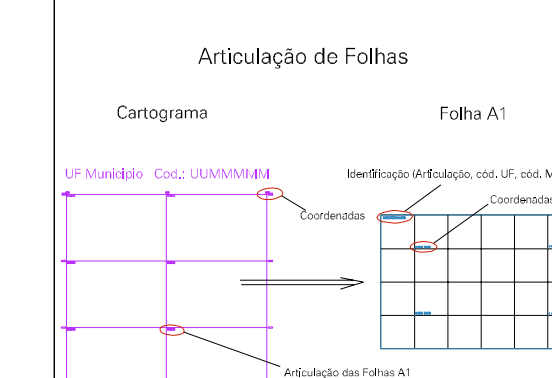 Articulação de Folhas
Cartograma
Folha A1
UF Municipio Cod.: UUMMMMM
Identificação (Articulação, cód. UF, cód. M
Coordenadas
Coordenadas
Articulação das Folhas A1